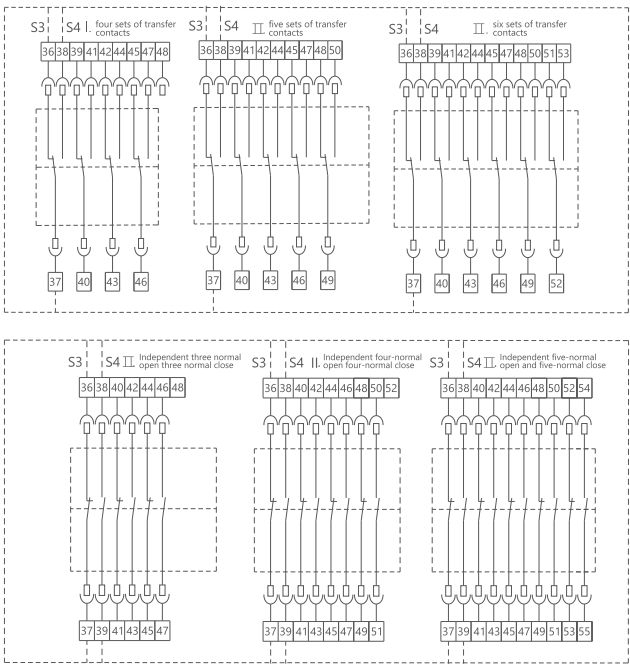 S3 S4 I. four sets of transfer
contacts
36 38 39 41 42 44 45 47 48
37 40 43 46
S3 S4 II. five sets of transfer
contacts
36 38 39 41 42 44 45 47 48 50
37 40 43 46 49
S3 S4 II. six sets of transfer
contacts
36 38 39 41 42 44 45 47 48 50 51 53
37 40 43 46 49 52
S3 S4 II. Independent three normal
open three normal close
36 38 40 42 44 46 48
37 39 41 43 45 47
S3 S4 II. Independent four-normal
open four-normal close
36 38 40 42 44 46 48 50 52
37 39 41 43 45 47 49 51
S3 S4 II. Independent five-normal
open and five-normal close
36 38 40 42 44 46 48 50 52 54
37 39 41 43 45 47 49 51 53 55